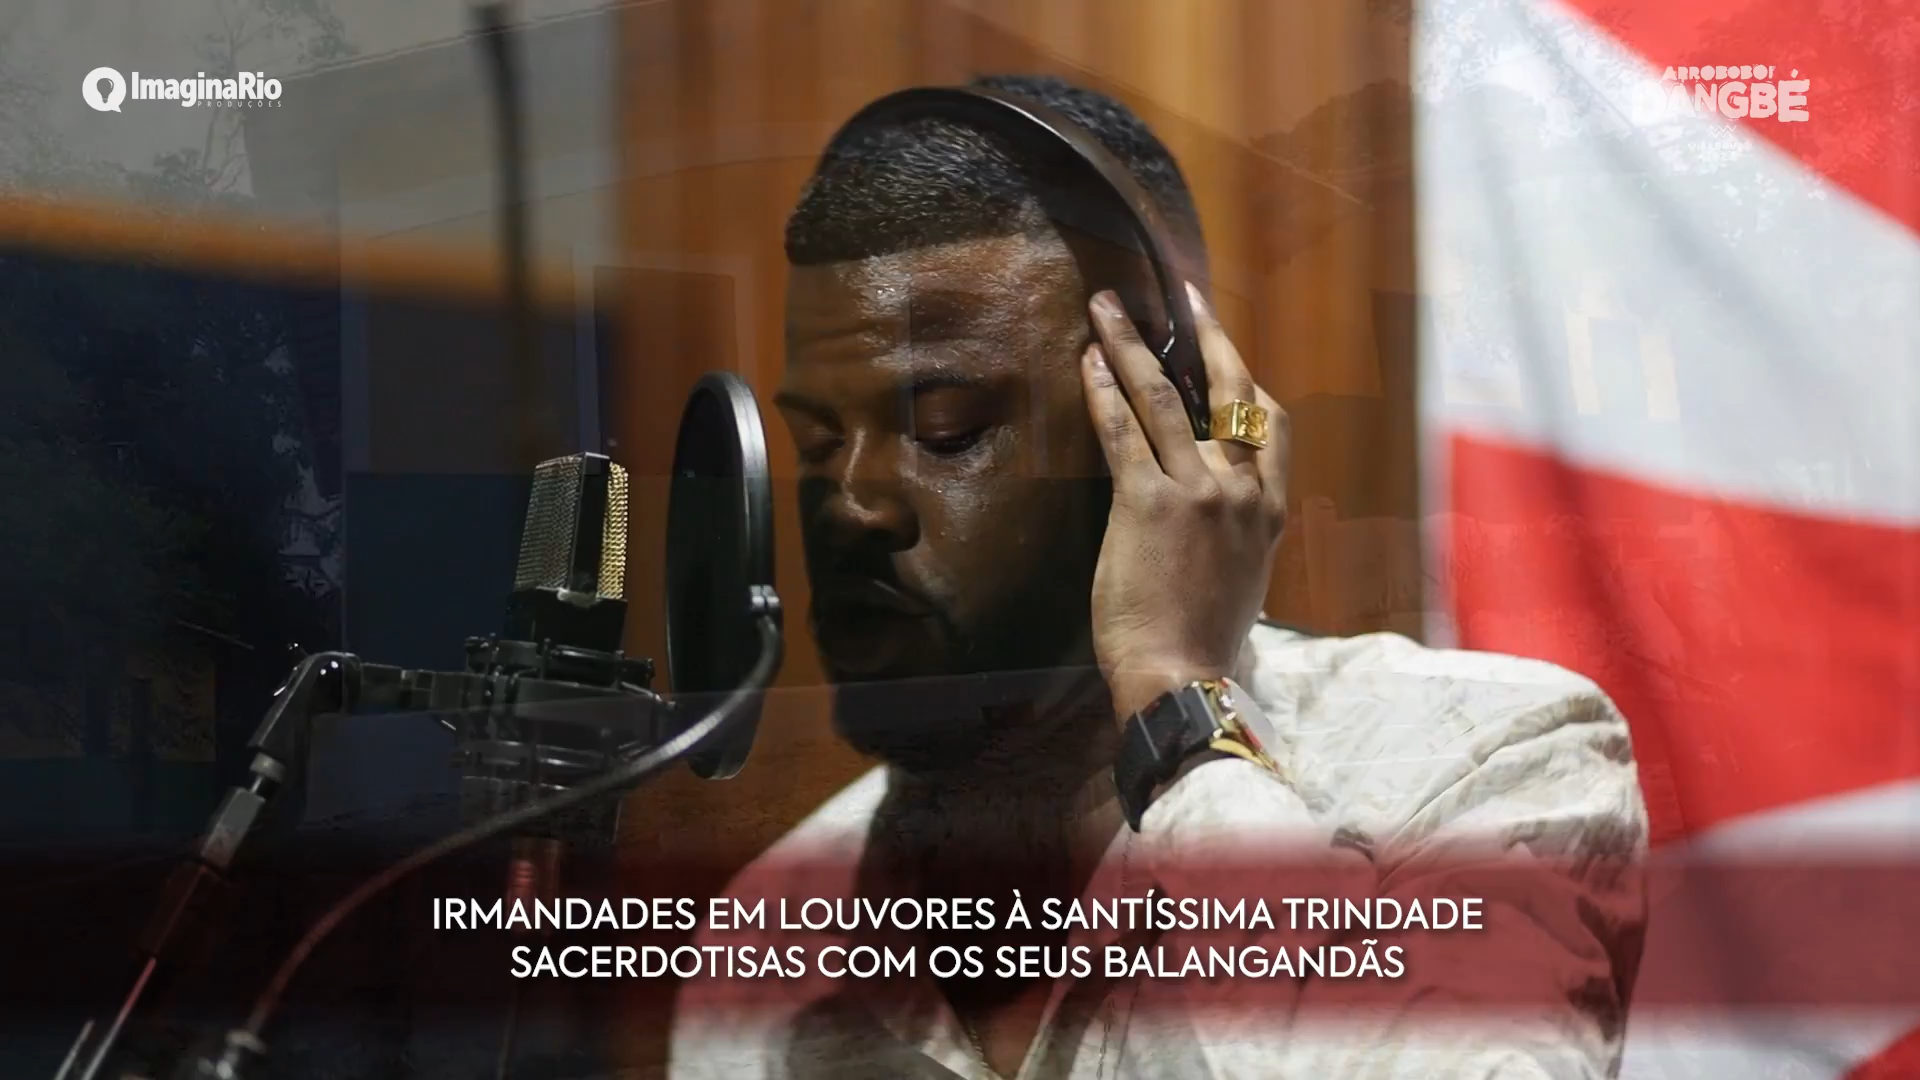 ImaginaRio
PRODUÇÕES
ARROBOBOI
DANGBÉ
IRMANDADES EM LOUVORES À SANTÍSSIMA TRINDADE
SACERDOTISAS COM OS SEUS BALANGANDÃS